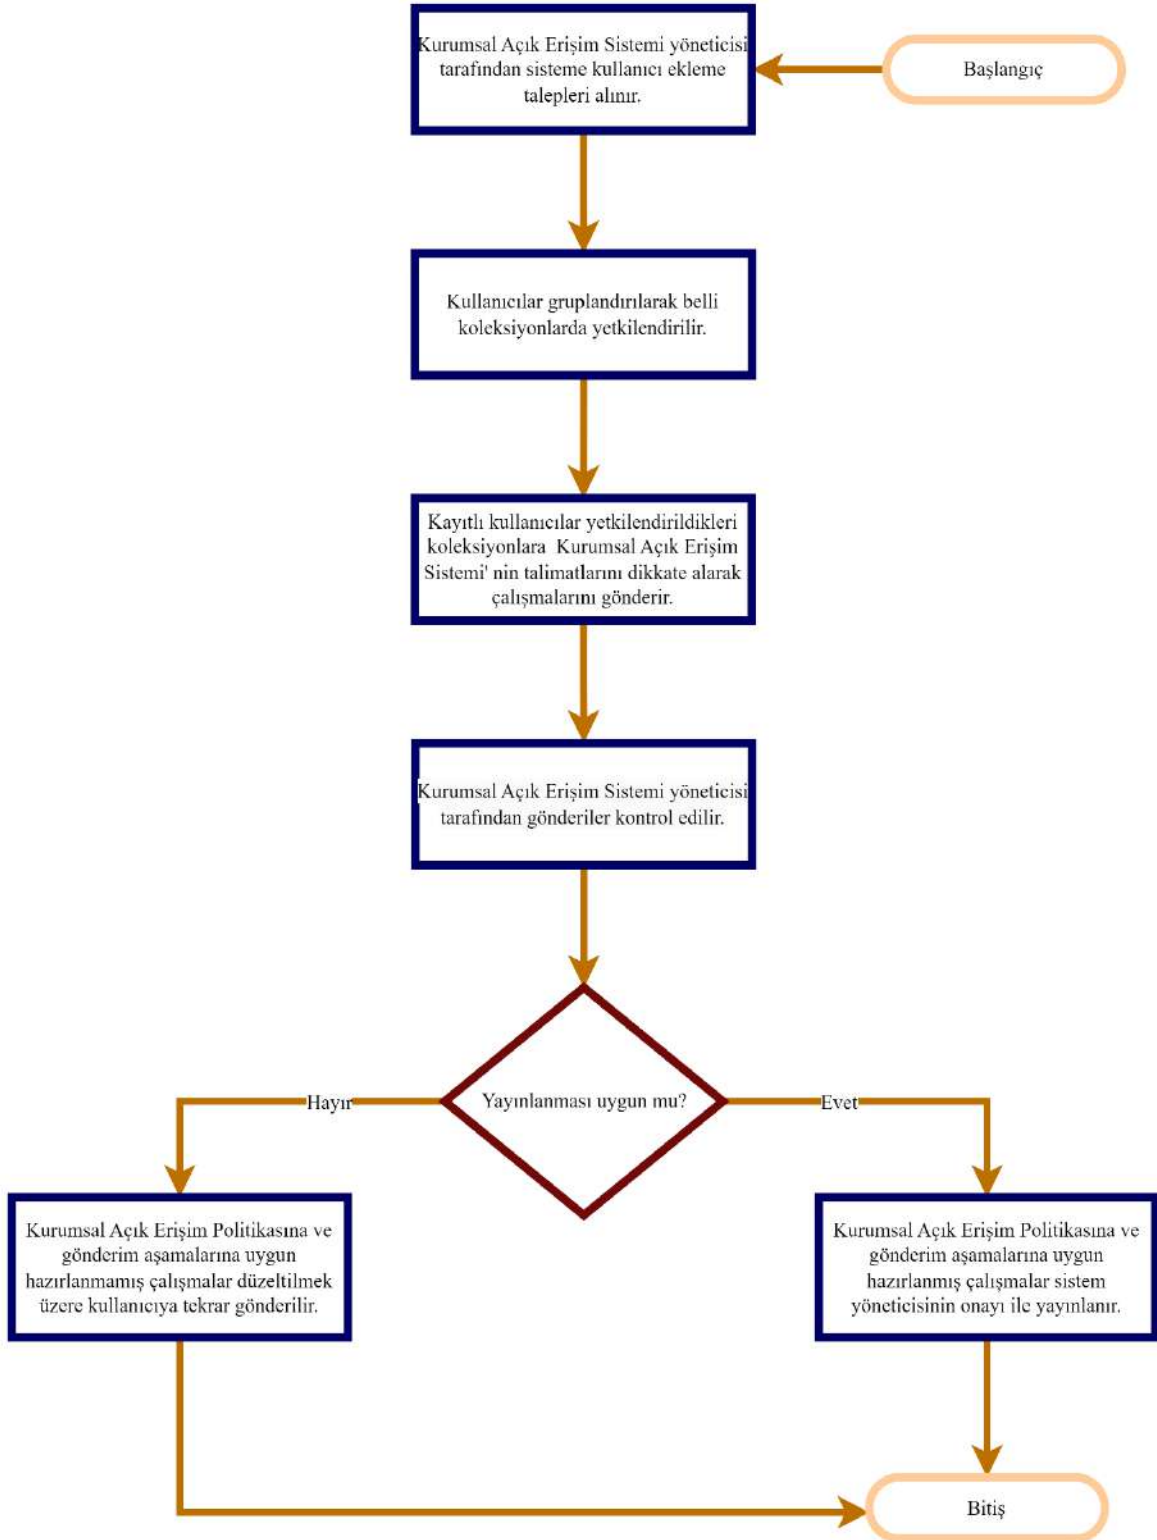 Başlangıç
Kurumsal Açık Erişim Sistemi yöneticisi
tarafından sisteme kullanıcı ekleme
talepleri alınır.
Kullanıcılar gruplandırılarak belli
koleksiyonlarda yetkilendirilir.
Kayıtlı kullanıcılar yetkilendirildikleri
koleksiyonlara Kurumsal Açık Erişim
Sistemi' nin talimatlarını dikkate alarak
çalışmalarını gönderir.
Kurumsal Açık Erişim Sistemi yöneticisi
tarafından gönderiler kontrol edilir.
Yayınlanması uygun mu?
Hayır
Evet
Kurumsal Açık Erişim Politikasına ve
gönderim aşamalarına uygun
hazırlanmamış çalışmalar düzeltilmek
üzere kullanıcıya tekrar gönderilir.
Kurumsal Açık Erişim Politikasına ve
gönderim aşamalarına uygun
hazırlanmış çalışmalar sistem
yöneticisinin onayı ile yayınlanır.
Bitiş